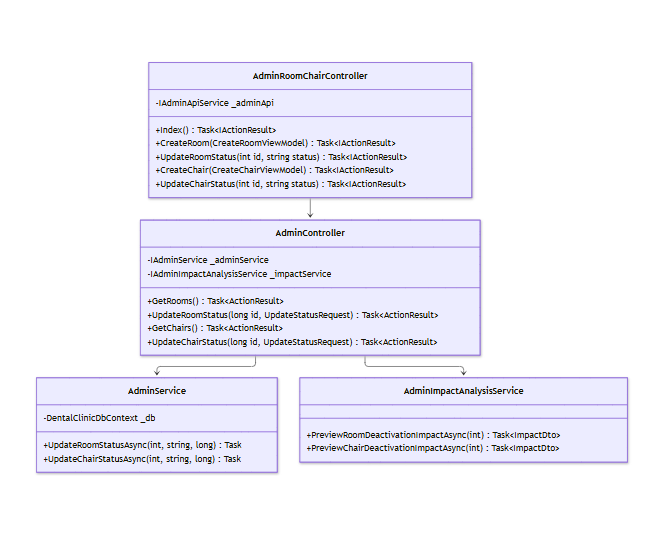 AdminRoomChairController
-IAdminApiService _adminApi
+Index() : Task<IActionResult>
+CreateRoom(CreateRoomViewModel) : Task<IActionResult>
+UpdateRoomStatus(int id, string status) : Task<IActionResult>
+CreateChair(CreateChairViewModel) : Task<IActionResult>
+UpdateChairStatus(int id, string status) : Task<IActionResult>
AdminController
-IAdminService _adminService
-IAdminImpactAnalysisService _impactService
+GetRooms() : Task<ActionResult>
+UpdateRoomStatus(long id, UpdateStatusRequest) : Task<ActionResult>
+GetChairs() : Task<ActionResult>
+UpdateChairStatus(long id, UpdateStatusRequest) : Task<ActionResult>
AdminService
-DentalClinicDbContext _db
+UpdateRoomStatusAsync(int, string, long) : Task
+UpdateChairStatusAsync(int, string, long) : Task
AdminImpactAnalysisService
+PreviewRoomDeactivationImpactAsync(int) : Task<ImpactDto>
+PreviewChairDeactivationImpactAsync(int) : Task<ImpactDto>